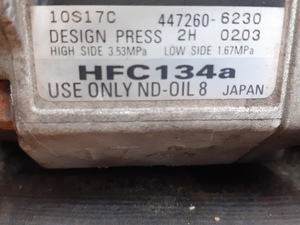 10S17C 447260-6230
DESIGN PRESS 2H 0203
HIGH SIDE 3.53MPa LOW SIDE 1.67MPa
HFC134a
USE ONLY ND-OIL 8 JAPAN